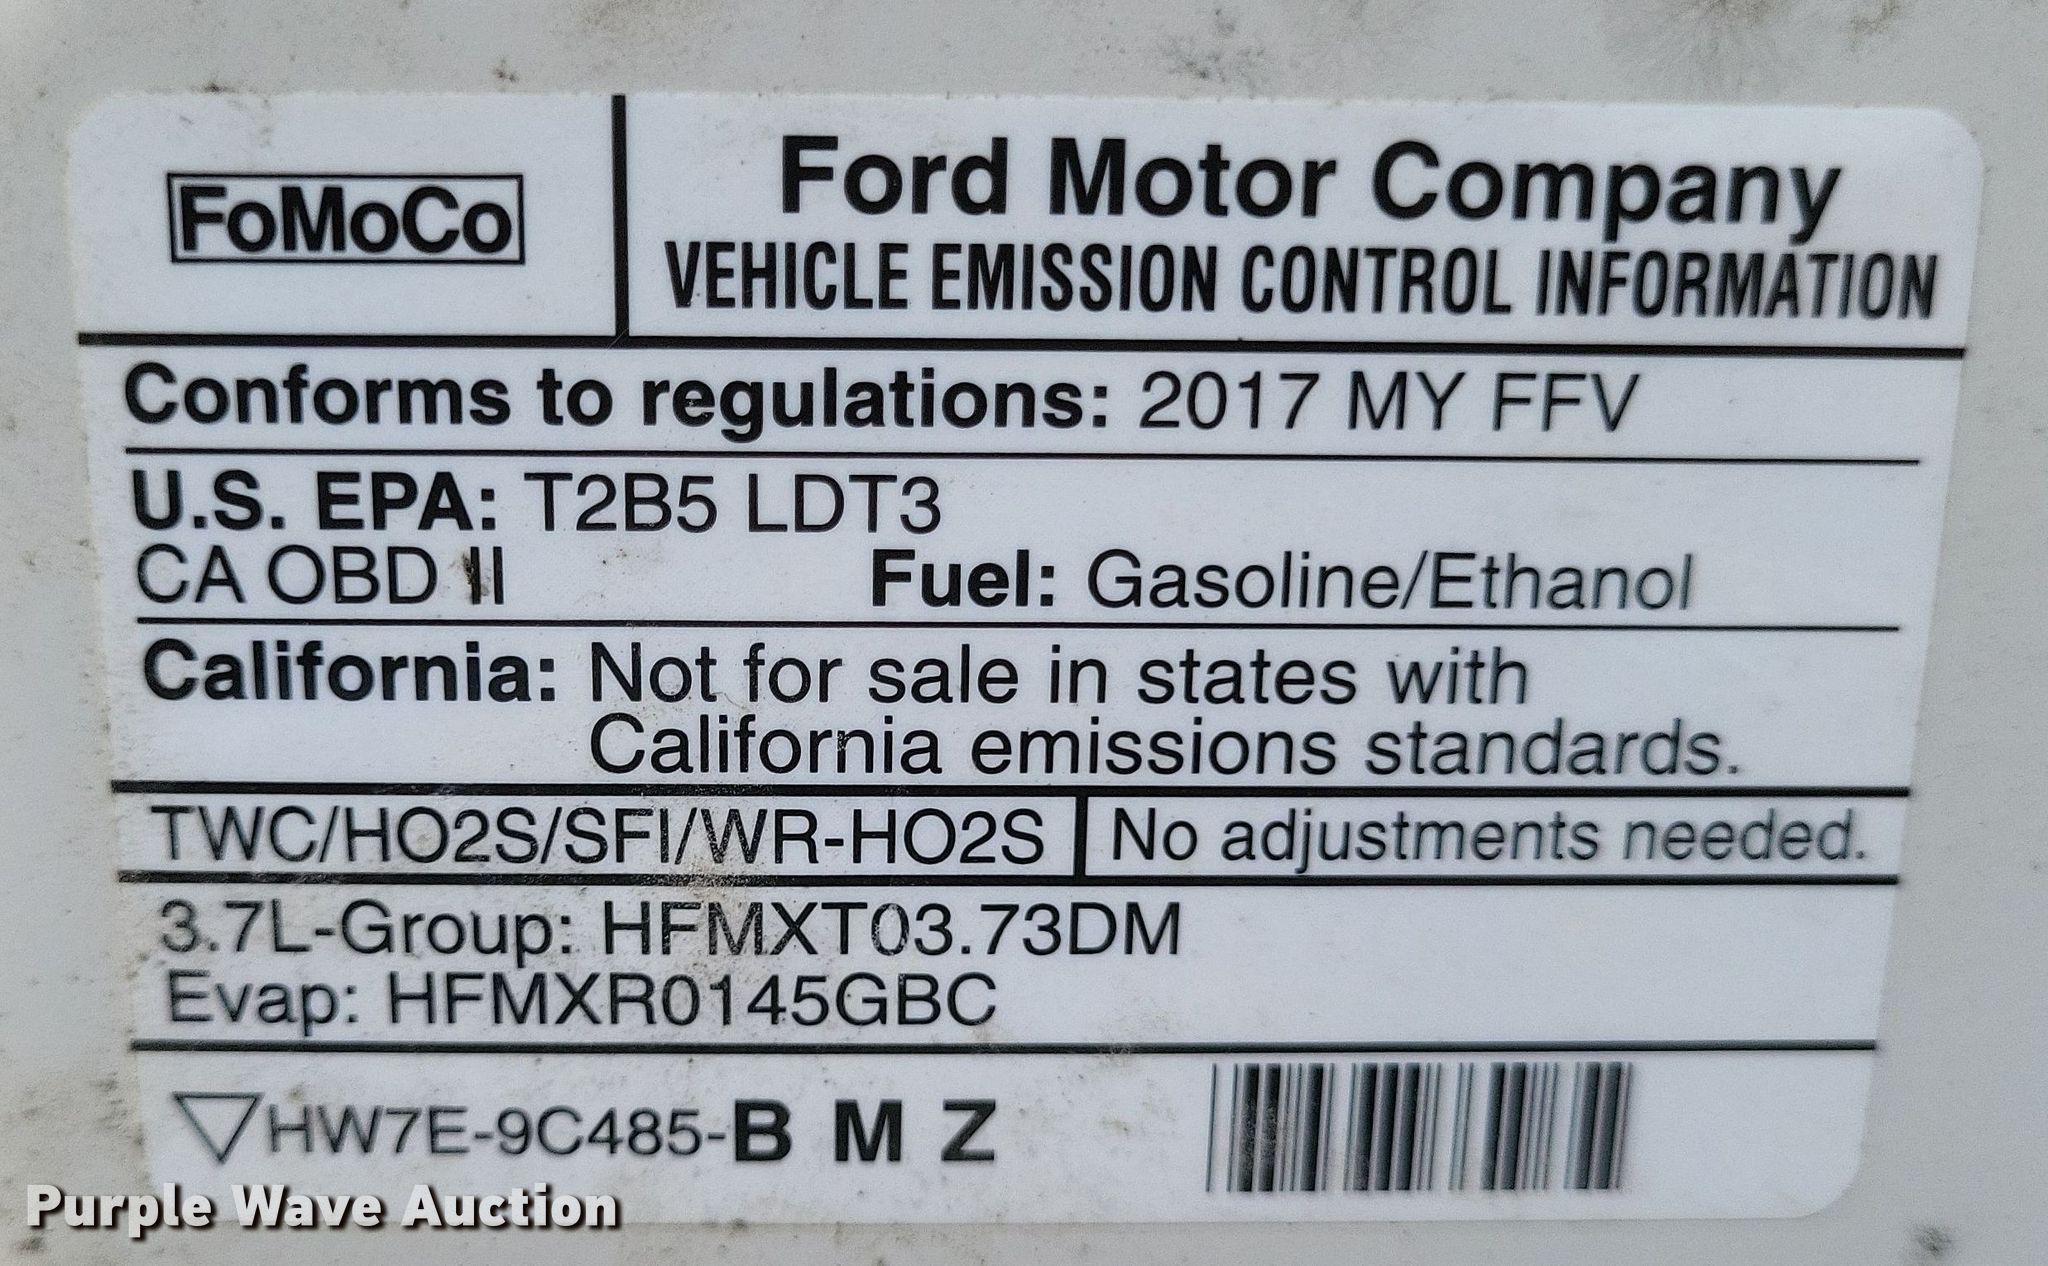 FoMoCo
Ford Motor Company
VEHICLE EMISSION CONTROL INFORMATION
Conforms to regulations: 2017 MY FFV
U.S. EPA: T2B5 LDT3
CA OBD II Fuel: Gasoline/Ethanol
California: Not for sale in states with
California emissions standards.
TWC/HO2S/SFI/WR-HO2S No adjustments needed.
3.7L-Group: HFMXT03.73DM
Evap: HFMXR0145GBC
▽HW7E-9C485-B M Z
Purple Wave Auction